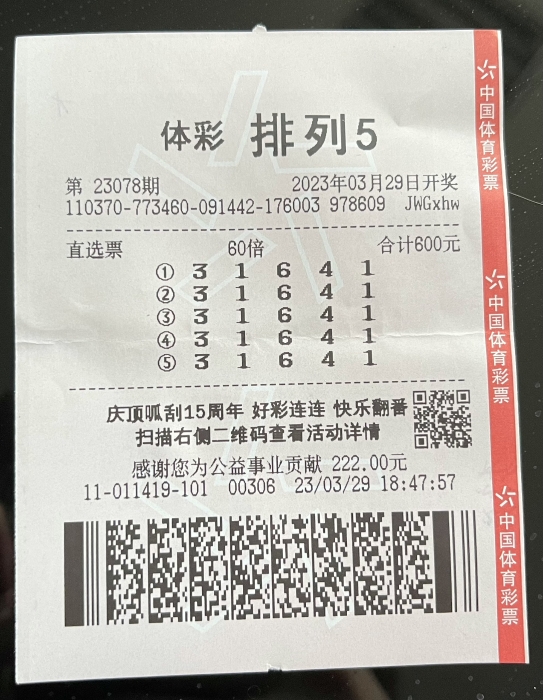 体彩 排列5
第 23078期 2023年03月29日开奖
110370-773460-091442-176003 978609 JWGxhw
直选票 60倍 合计600元
① 3 1 6 4 1
② 3 1 6 4 1
③ 3 1 6 4 1
④ 3 1 6 4 1
⑤ 3 1 6 4 1
庆顶呱刮15周年 好彩连连 快乐翻番
扫描右侧二维码查看活动详情
感谢您为公益事业贡献 222.00元
11-011419-101 00306 23/03/29 18:47:57
中国体育彩票
中国体育彩票
中国体育彩票